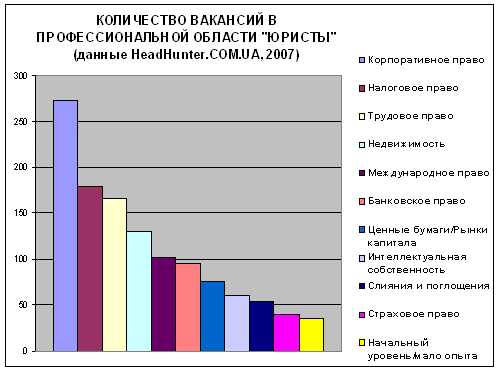 КОЛИЧЕСТВО ВАКАНСИЙ В
ПРОФЕССИОНАЛЬНОЙ ОБЛАСТИ "ЮРИСТЫ"
(данные HeadHunter.COM.UA, 2007)
300
250
200
150
100
50
0
Корпоративное право
Налоговое право
Трудовое право
Недвижимость
Международное право
Банковское право
Ценные бумаги/Рынки
капитала
Интеллектуальная
собственность
Слияния и поглощения
Страховое право
Начальный
уровень/мало опыта